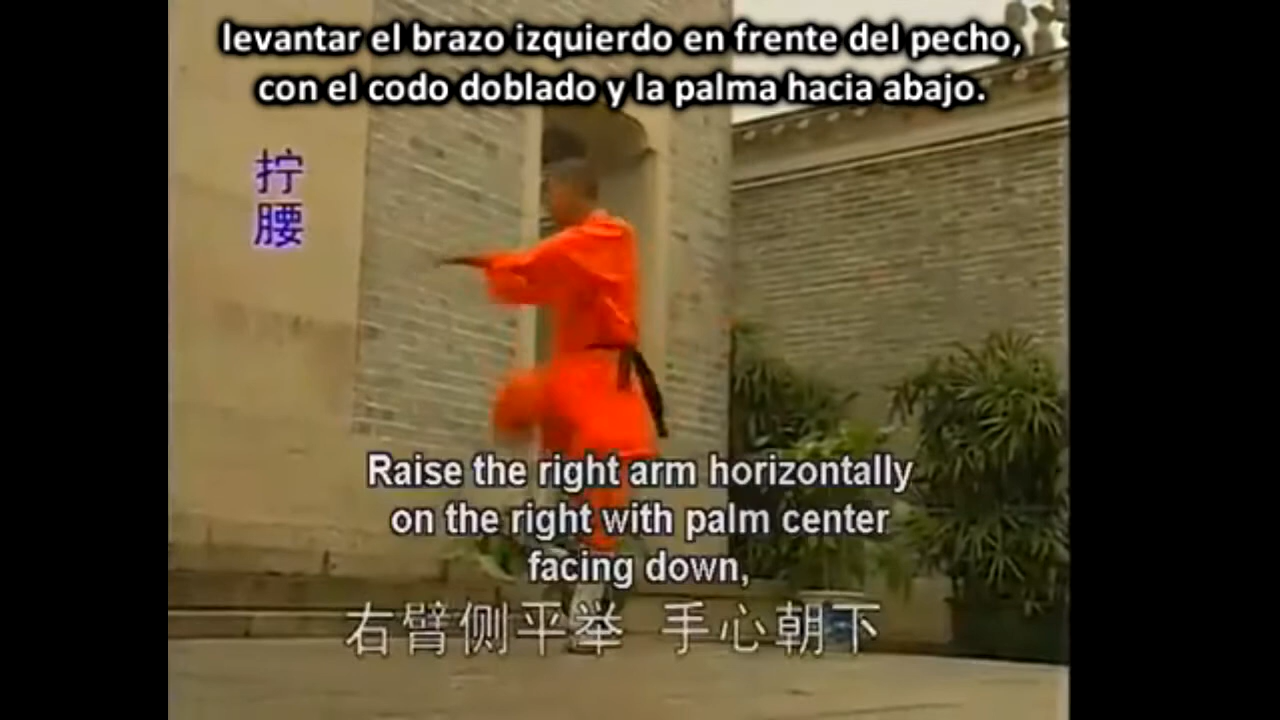 levantar el brazo izquierdo en frente del pecho,
con el codo doblado y la palma hacia abajo.
拧
腰
Raise the right arm horizontally
on the right with palm center
facing down,
右臂侧平举 手心朝下